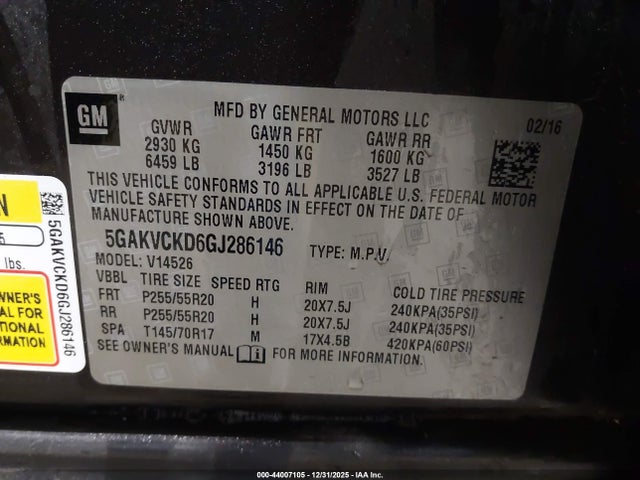 GM
®
MFD BY GENERAL MOTORS LLC
02/16
GVWR GAWR FRT GAWR RR
2930 KG 1450 KG 1600 KG
6459 LB 3196 LB 3527 LB
THIS VEHICLE CONFORMS TO ALL APPLICABLE U.S. FEDERAL MOTOR
VEHICLE SAFETY STANDARDS IN EFFECT ON THE DATE OF
MANUFACTURE SHOWN ABOVE.
5GAKVCKD6GJ286146 TYPE: M.P.V.
MODEL: V14526
VBBL TIRE SIZE SPEED RTG RIM COLD TIRE PRESSURE
FRT P255/55R20 H 20X7.5J 240KPA(35PSI)
RR P255/55R20 H 20X7.5J 240KPA(35PSI)
SPA T145/70R17 M 17X4.5B 420KPA(60PSI)
SEE OWNER'S MANUAL FOR MORE INFORMATION.
N
5
lbs.
OWNER'S
AL FOR
TIONAL
RMATION
5GAKVCKD6GJ286146
000-44007105 - 12/31/2025 - IAA Inc.